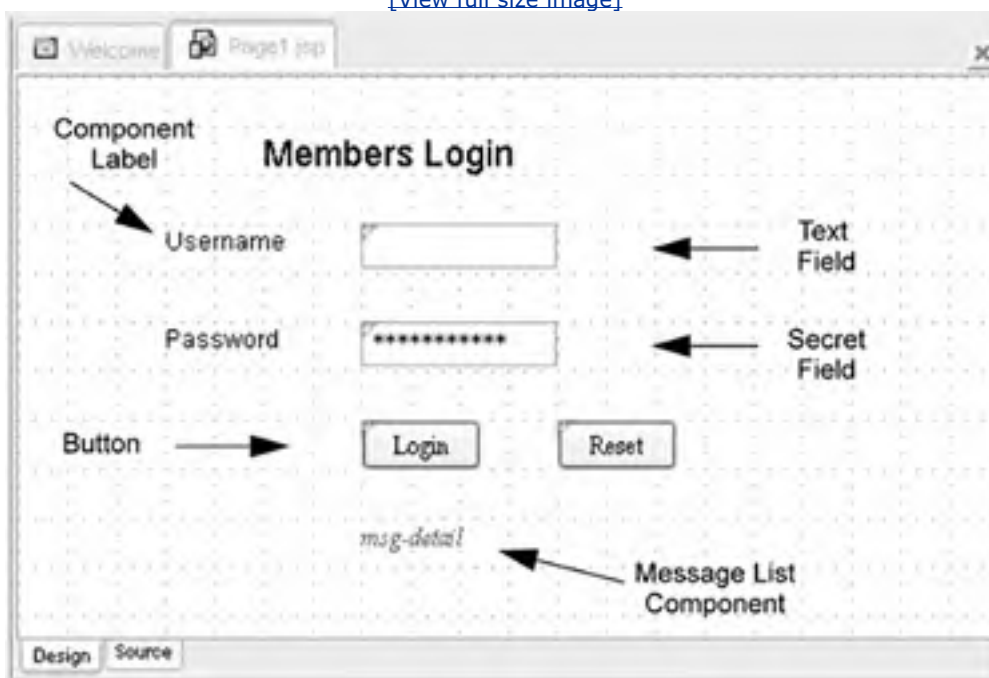 [View full size image]
Welcome
Page1.jsp
Component
Label
Members Login
Username
Text
Field
Password
***********
Secret
Field
Button
Login
Reset
msg-detail
Message List
Component
Design
Source